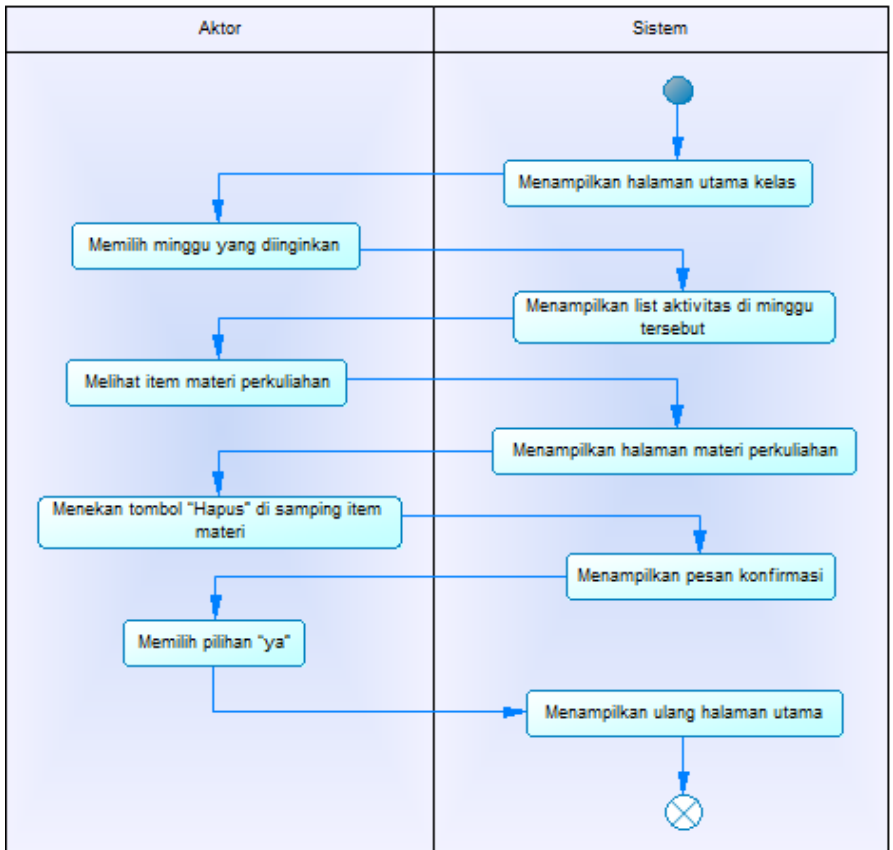 Aktor
Sistem
Menampilkan halaman utama kelas
Memilih minggu yang diinginkan
Menampilkan list aktivitas di minggu
tersebut
Melihat item materi perkuliahan
Menampilkan halaman materi perkuliahan
Menekan tombol "Hapus" di samping item
materi
Menampilkan pesan konfirmasi
Memilih pilihan "ya"
Menampilkan ulang halaman utama